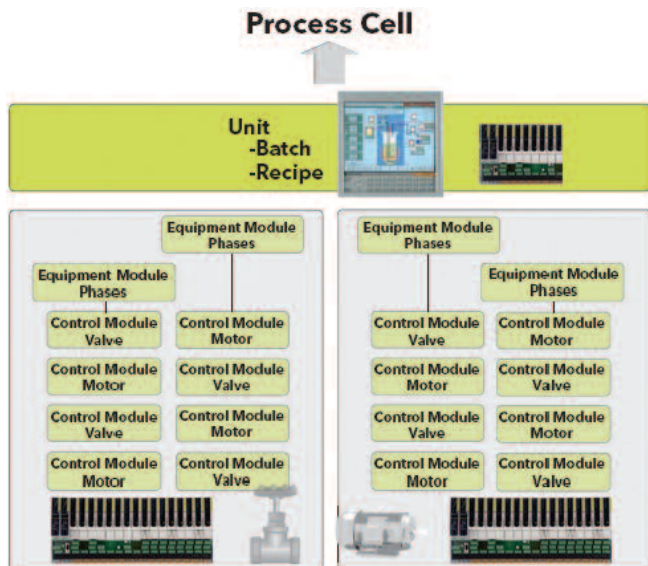 Process Cell
Unit
-Batch
-Recipe
Equipment Module
Phases
Equipment Module
Phases
Control Module
Valve
Control Module
Motor
Control Module
Valve
Control Module
Motor
Control Module
Motor
Control Module
Valve
Control Module
Motor
Control Module
Valve
Equipment Module
Phases
Equipment Module
Phases
Control Module
Valve
Control Module
Motor
Control Module
Valve
Control Module
Motor
Control Module
Motor
Control Module
Valve
Control Module
Motor
Control Module
Valve